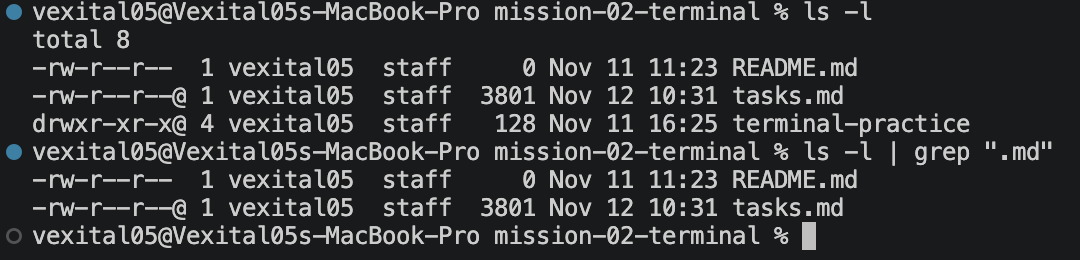 vexital05@Vexital05s-MacBook-Pro mission-02-terminal % ls -l
total 8
-rw-r--r--  1 vexital05  staff     0 Nov 11 11:23 README.md
-rw-r--r--@ 1 vexital05  staff  3801 Nov 12 10:31 tasks.md
drwxr-xr-x@ 4 vexital05  staff   128 Nov 11 16:25 terminal-practice
vexital05@Vexital05s-MacBook-Pro mission-02-terminal % ls -l | grep ".md"
-rw-r--r--  1 vexital05  staff     0 Nov 11 11:23 README.md
-rw-r--r--@ 1 vexital05  staff  3801 Nov 12 10:31 tasks.md
vexital05@Vexital05s-MacBook-Pro mission-02-terminal %